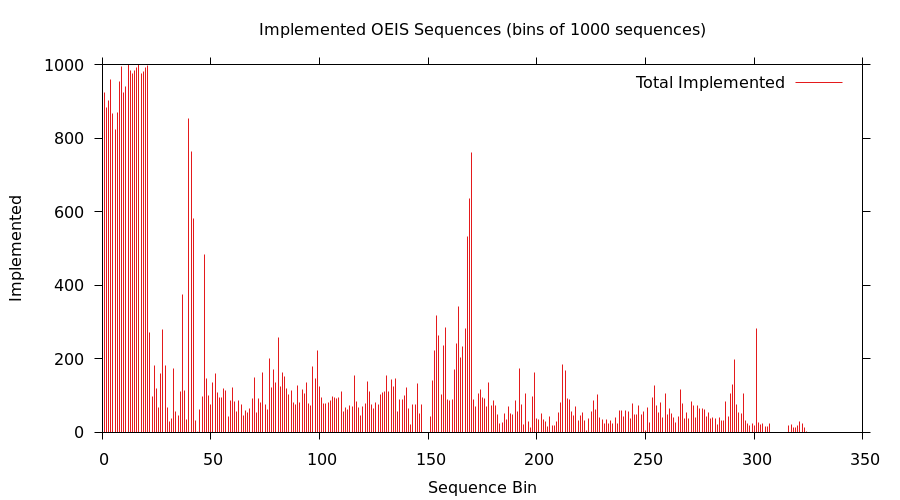 Implemented OEIS Sequences (bins of 1000 sequences)
1000
Total Implemented
800
600
Implemented
400
200
0
0 50 100 150 200 250 300 350
Sequence Bin